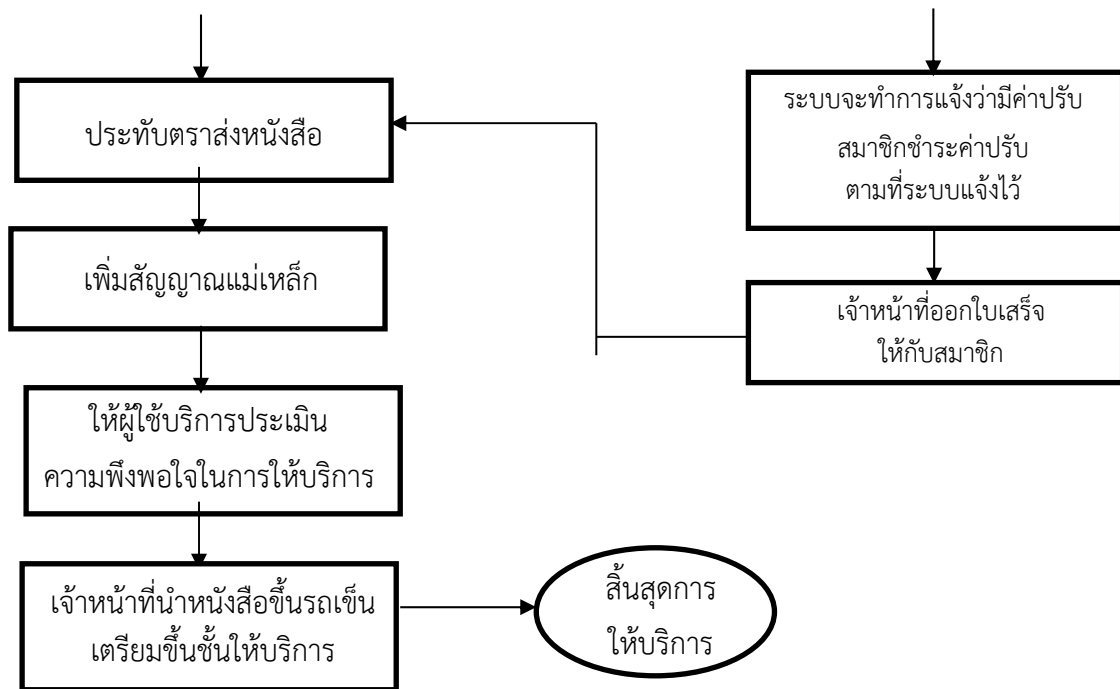 ประทับตราส่งหนังสือ
เพิ่มสัญญาณแม่เหล็ก
ให้ผู้ใช้บริการประเมิน
ความพึงพอใจในการให้บริการ
เจ้าหน้าที่นำหนังสือขึ้นรถเข็น
เตรียมขึ้นชั้นให้บริการ
ระบบจะทำการแจ้งว่ามีค่าปรับ
สมาชิกชำระค่าปรับ
ตามที่ระบบแจ้งไว้
เจ้าหน้าที่ออกใบเสร็จ
ให้กับสมาชิก
สิ้นสุดการ
ให้บริการ